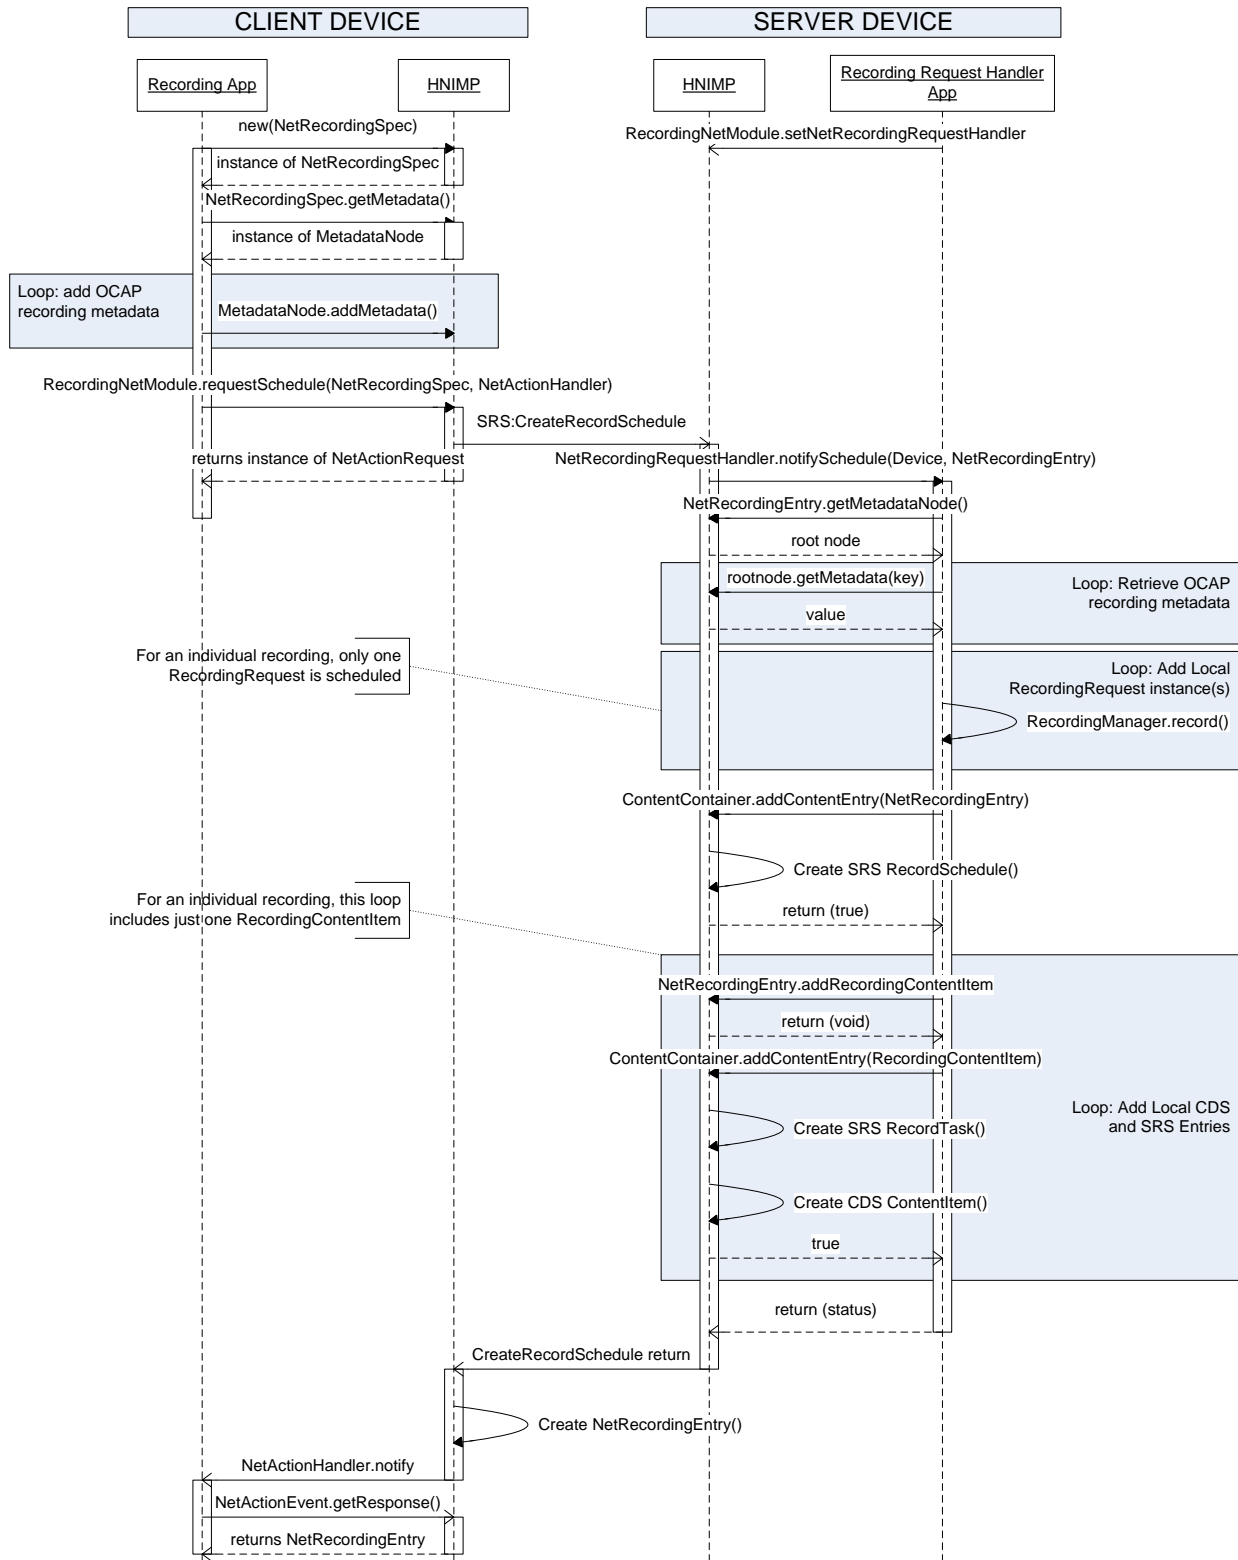 CLIENT DEVICE
SERVER DEVICE
Recording App
HNIMP
HNIMP
Recording Request Handler
App
new(NetRecordingSpec)
RecordingNetModule.setNetRecordingRequestHandler
instance of NetRecordingSpec
NetRecordingSpec.getMetadata()
instance of MetadataNode
Loop: add OCAP
recording metadata
MetadataNode.addMetadata()
RecordingNetModule.requestSchedule(NetRecordingSpec, NetActionHandler)
SRS:CreateRecordSchedule
returns instance of NetActionRequest
NetRecordingRequestHandler.notifySchedule(Device, NetRecordingEntry)
NetRecordingEntry.getMetadataNode()
root node
rootnode.getMetadata(key)
Loop: Retrieve OCAP
recording metadata
value
For an individual recording, only one
RecordingRequest is scheduled
Loop: Add Local
RecordingRequest instance(s)
RecordingManager.record()
ContentContainer.addContentEntry(NetRecordingEntry)
Create SRS RecordSchedule()
For an individual recording, this loop
includes just one RecordingContentItem
return (true)
NetRecordingEntry.addRecordingContentItem
return (void)
ContentContainer.addContentEntry(RecordingContentItem)
Loop: Add Local CDS
and SRS Entries
Create SRS RecordTask()
Create CDS ContentItem()
true
return (status)
CreateRecordSchedule return
Create NetRecordingEntry()
NetActionHandler.notify
NetActionEvent.getResponse()
returns NetRecordingEntry